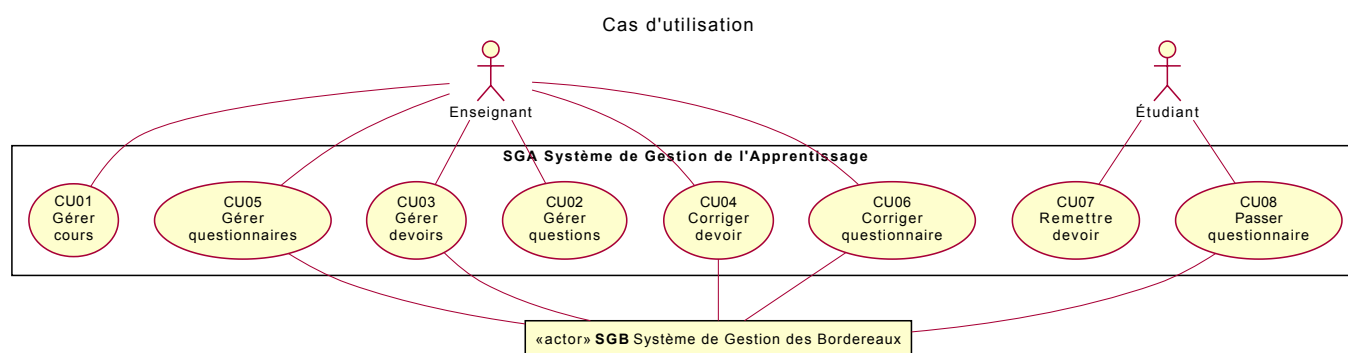 Cas d'utilisation
Enseignant
Étudiant
SGA Système de Gestion de l'Apprentissage
CU01
Gérer
cours
CU05
Gérer
questionnaires
CU03
Gérer
devoirs
CU02
Gérer
questions
CU04
Corriger
devoir
CU06
Corriger
questionnaire
CU07
Remettre
devoir
CU08
Passer
questionnaire
«actor» SGB Système de Gestion des Bordereaux